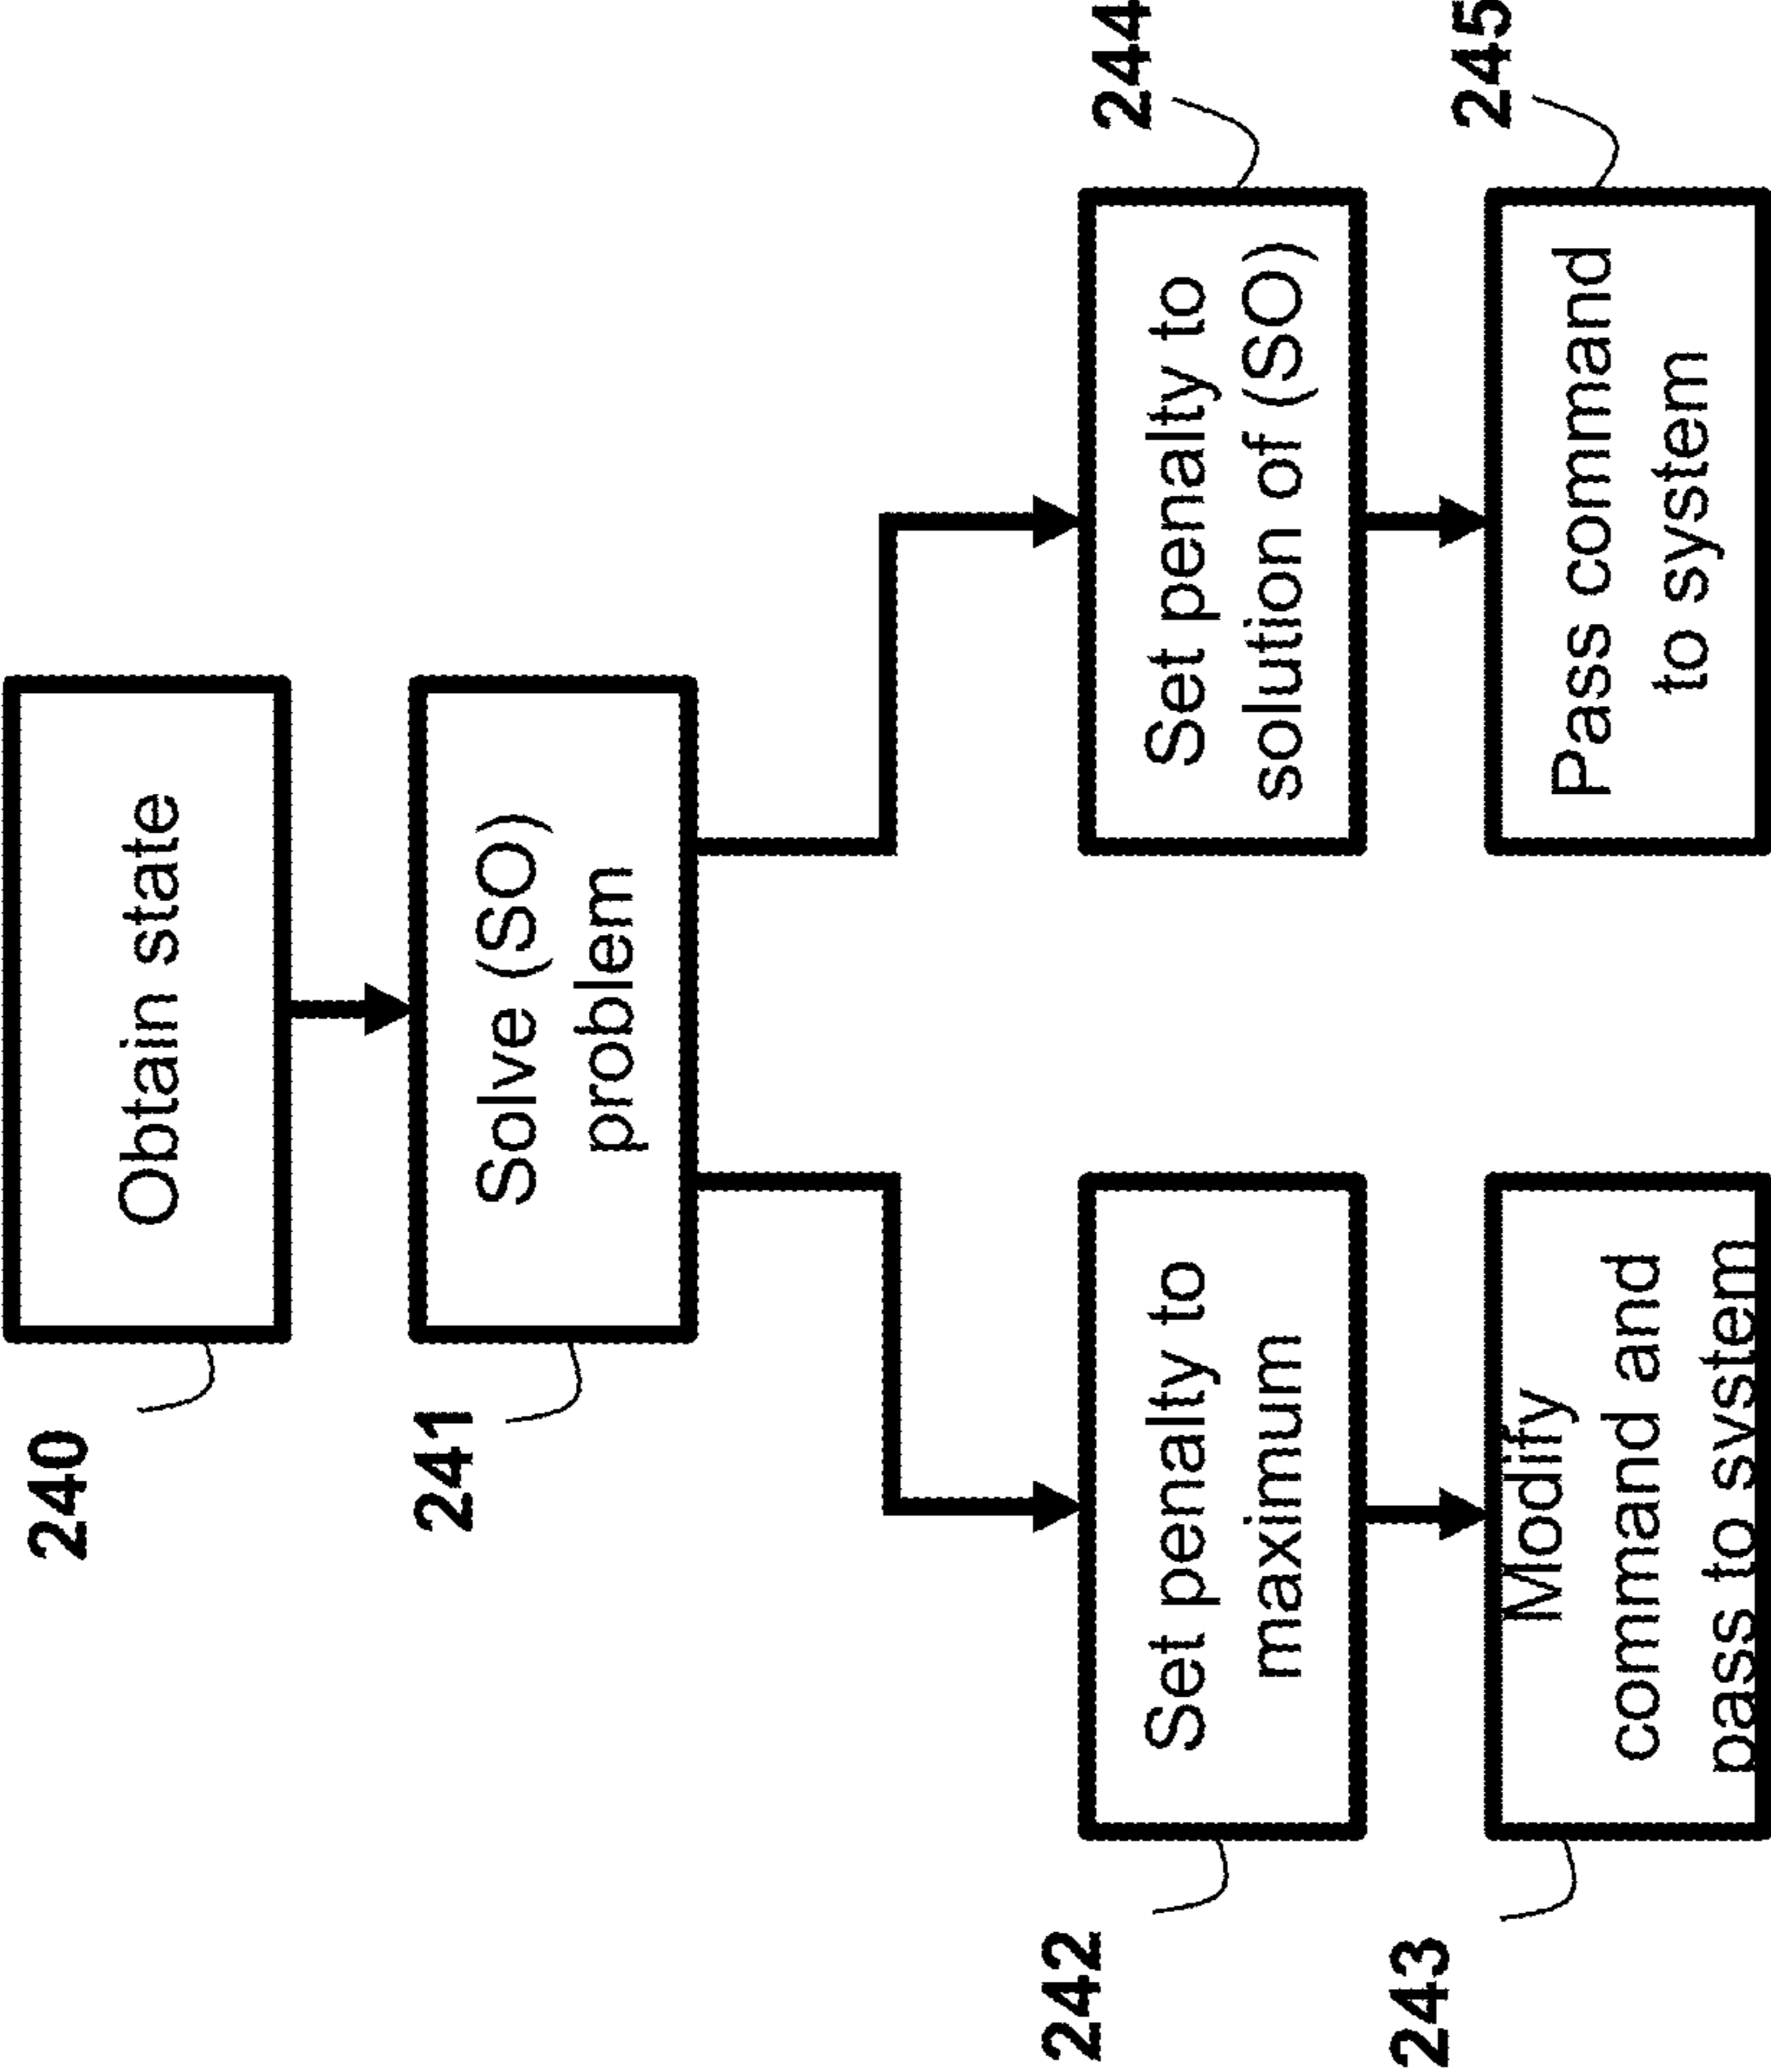 240
Obtain state
241
Solve (SO)
problem
242
Set penalty to
maximum
244
Set penalty to
solution of (SO)
243
Modify
command and
pass to system
245
Pass command
to system